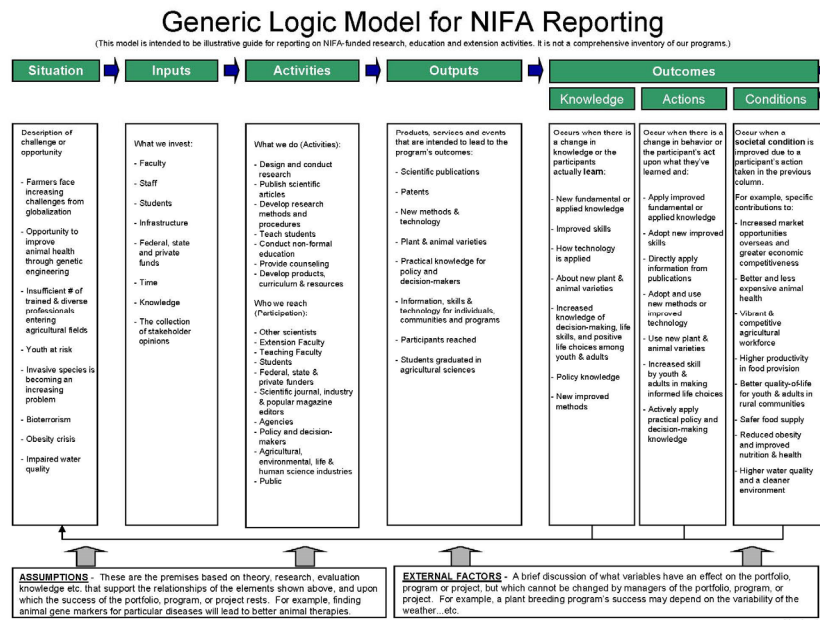 Generic Logic Model for NIFA Reporting
(This model is intended to be illustrative guide for reporting on NIFA-funded research, education and extension activities. It is not a comprehensive inventory of our programs.)
Situation
Inputs
Activities
Outputs
Outcomes
Knowledge
Actions
Conditions
Description of
challenge or
opportunity
- Farmers face
increasing
challenges from
globalization
- Opportunity to
improve
animal health
through genetic
engineering
- Insufficient # of
trained & diverse
professionals
entering
agricultural fields
- Youth at risk
- Invasive species is
becoming an
increasing
problem
- Bioterrorism
- Obesity crisis
- Impaired water
quality
What we invest:
- Faculty
- Staff
- Students
- Infrastructure
- Federal, state
and private
funds
- Time
- Knowledge
- The collection
of stakeholder
opinions
What we do (Activities):
- Design and conduct
research
- Publish scientific
articles
- Develop research
methods and
procedures
- Teach students
- Conduct non-formal
education
- Provide counseling
- Develop products,
curriculum & resources
Who we reach
(Participation):
- Other scientists
- Extension Faculty
- Teaching Faculty
- Students
- Federal, state &
private funders
- Scientific journal, industry
& popular magazine
editors
- Agencies
- Policy and decision-
makers
- Agricultural,
environmental, life &
human science industries
- Public
Products, services and events
that are intended to lead to the
program's outcomes:
- Scientific publications
- Patents
- New methods &
technology
- Plant & animal varieties
- Practical knowledge for
policy and
decision-makers
- Information, skills &
technology for individuals,
communities and programs
- Participants reached
- Students graduated in
agricultural sciences
Occurs when there
is a change in
knowledge or the
participants
actually learn:
- New fundamental or
applied knowledge
- Improved skills
- How technology
is applied
- About new plant &
animal varieties
- Increased
knowledge of
decision-making, life
skills, and positive
life choices among
youth & adults
- Policy knowledge
- New improved
methods
Occurs when there is a
change in behavior or
the participant's act
upon what they've
learned and:
- Apply improved
fundamental or
applied knowledge
- Adopt new improved
skills
- Directly apply
information from
publications
- Adopt and use
new methods or
improved
technology
- Use new plant &
animal varieties
- Increased skill
by youth &
adults in making
informed life choices
- Actively apply
practical policy and
decision-making
knowledge
Occur when a
societal condition is
improved due to a
participant's action
taken in the previous
column.
For example, specific
contributions to:
- Increased market
opportunities
overseas and
greater economic
competitiveness
- Better and less
expensive animal
health
- Vibrant &
competitive
agricultural
workforce
- Higher productivity
in food provision
- Better quality-of-life
for youth & adults in
rural communities
- Safer food supply
- Reduced obesity
and improved
nutrition & health
- Higher water quality
and a cleaner
environment
ASSUMPTIONS - These are the premises based on theory, research, evaluation
knowledge etc. that support the relationships of the elements shown above, and upon
which the success of the portfolio, program, or project rests. For example, finding
animal gene markers for particular diseases will lead to better animal therapies.
EXTERNAL FACTORS - A brief discussion of what variables have an effect on the portfolio,
program or project, but which cannot be changed by managers of the portfolio, program, or
project. For example, a plant breeding program's success may depend on the variability of the
weather...etc.